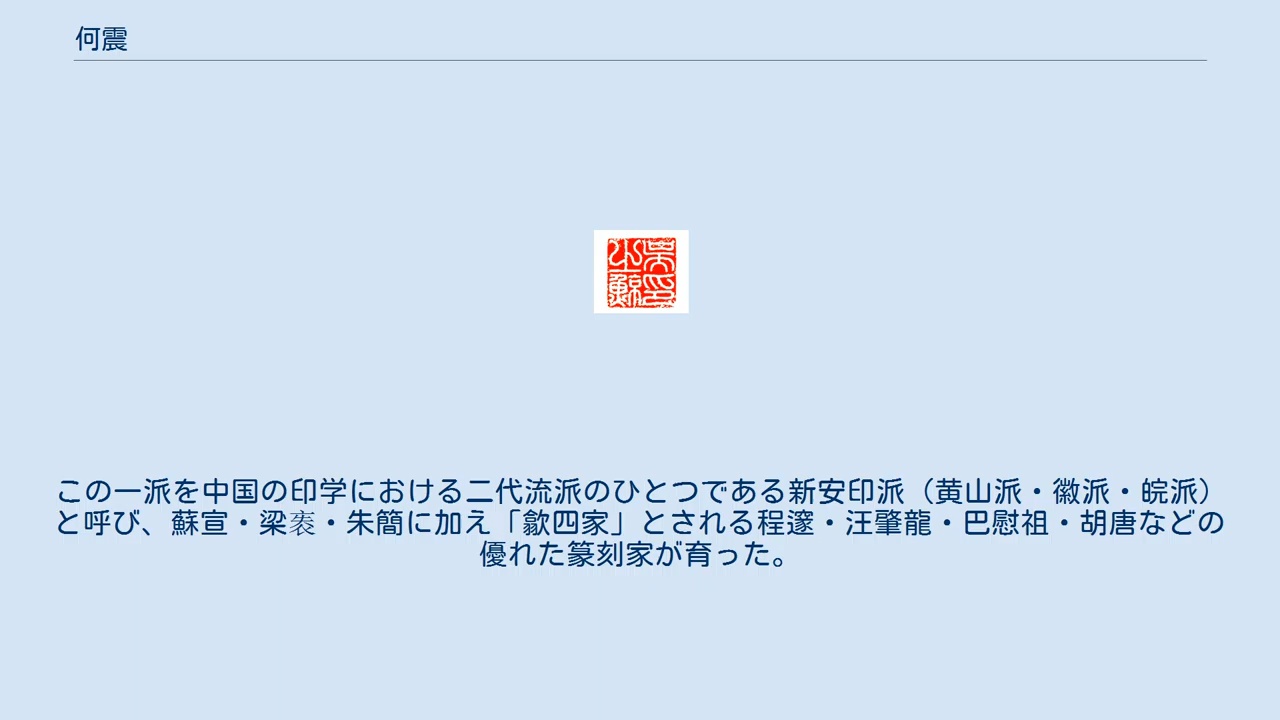 何震
この一派を中国の印学における二代流派のひとつである新安印派（黄山派・徽派・皖派）
と呼び、蘇宣・梁袠・朱簡に加え「歙四家」とされる程邃・汪肇龍・巴慰祖・胡唐などの
優れた篆刻家が育った。